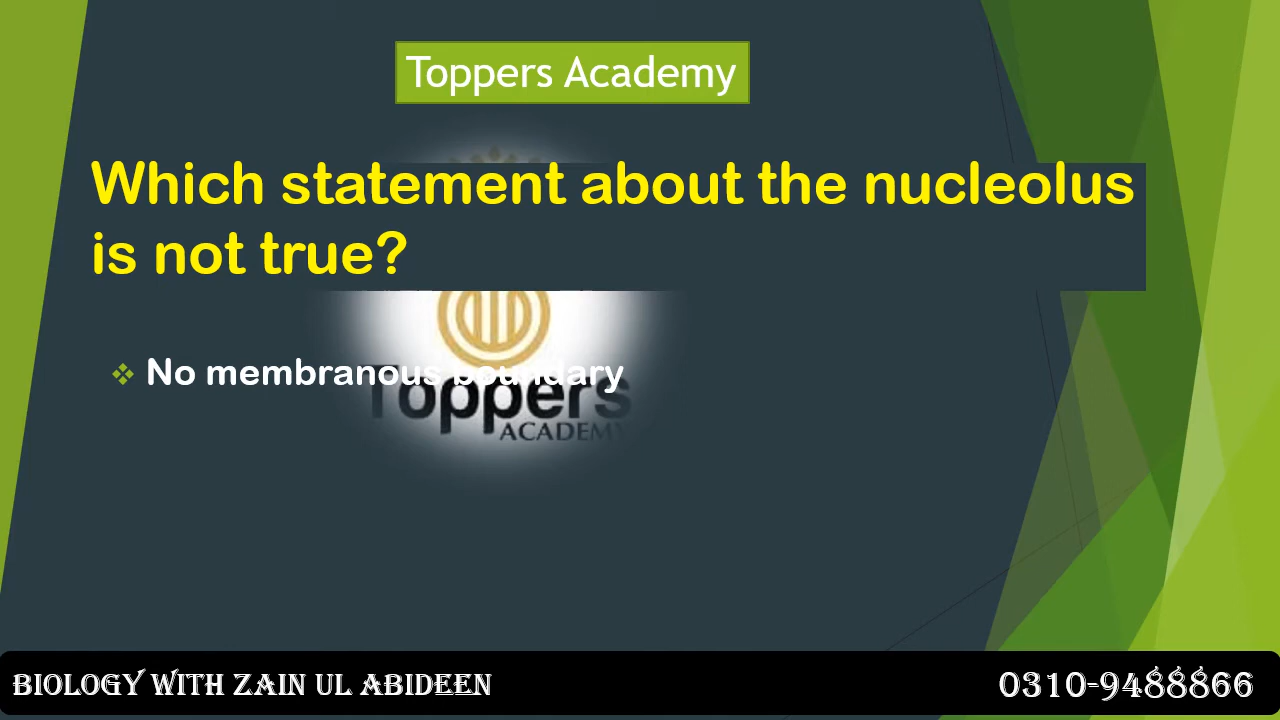 Toppers Academy
Which statement about the nucleolus
is not true?
No membranous boundary
Toppers
ACADEMY
BIOLOGY WITH ZAIN UL ABIDEEN
0310-9488866